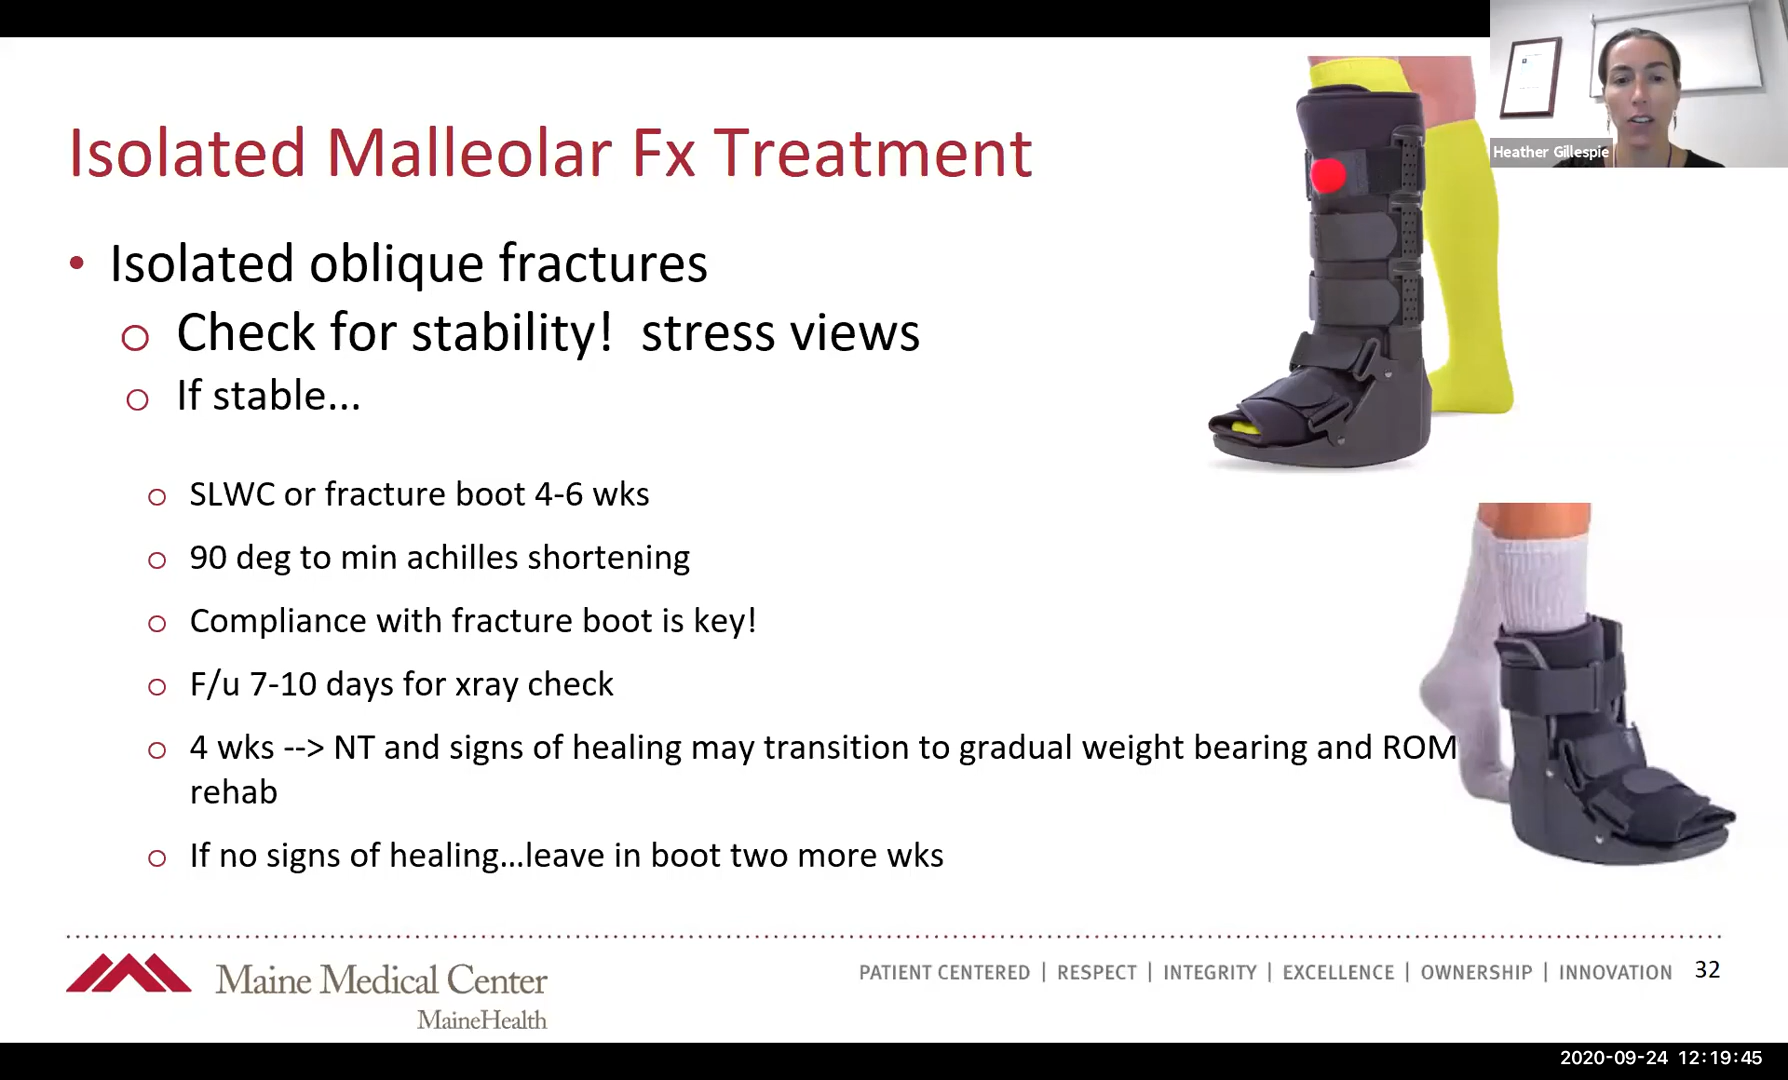 Heather Gillespie
Isolated Malleolar Fx Treatment
• Isolated oblique fractures
o Check for stability!  stress views
o If stable...
o SLWC or fracture boot 4-6 wks
o 90 deg to min achilles shortening
o Compliance with fracture boot is key!
o F/u 7-10 days for xray check
o 4 wks --> NT and signs of healing may transition to gradual weight bearing and ROM
rehab
o If no signs of healing...leave in boot two more wks
Maine Medical Center
MaineHealth
PATIENT CENTERED | RESPECT | INTEGRITY | EXCELLENCE | OWNERSHIP | INNOVATION 32
2020-09-24 12:19:45